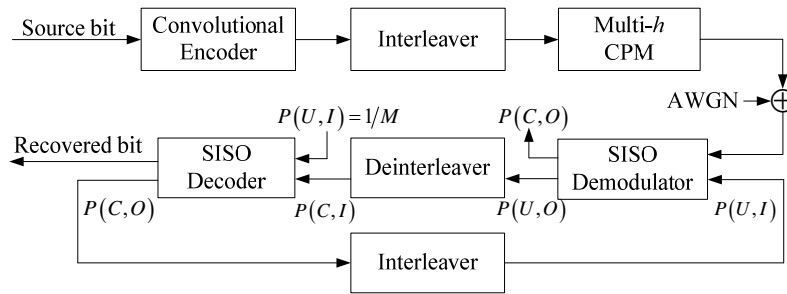 Source bit
Convolutional
Encoder
Interleaver
Multi-h
CPM
AWGN
P(U,I)=1/M
P(C,O)
Recovered bit
SISO
Decoder
Deinterleaver
SISO
Demodulator
P(C,O)
P(C,I)
P(U,O)
P(U,I)
Interleaver